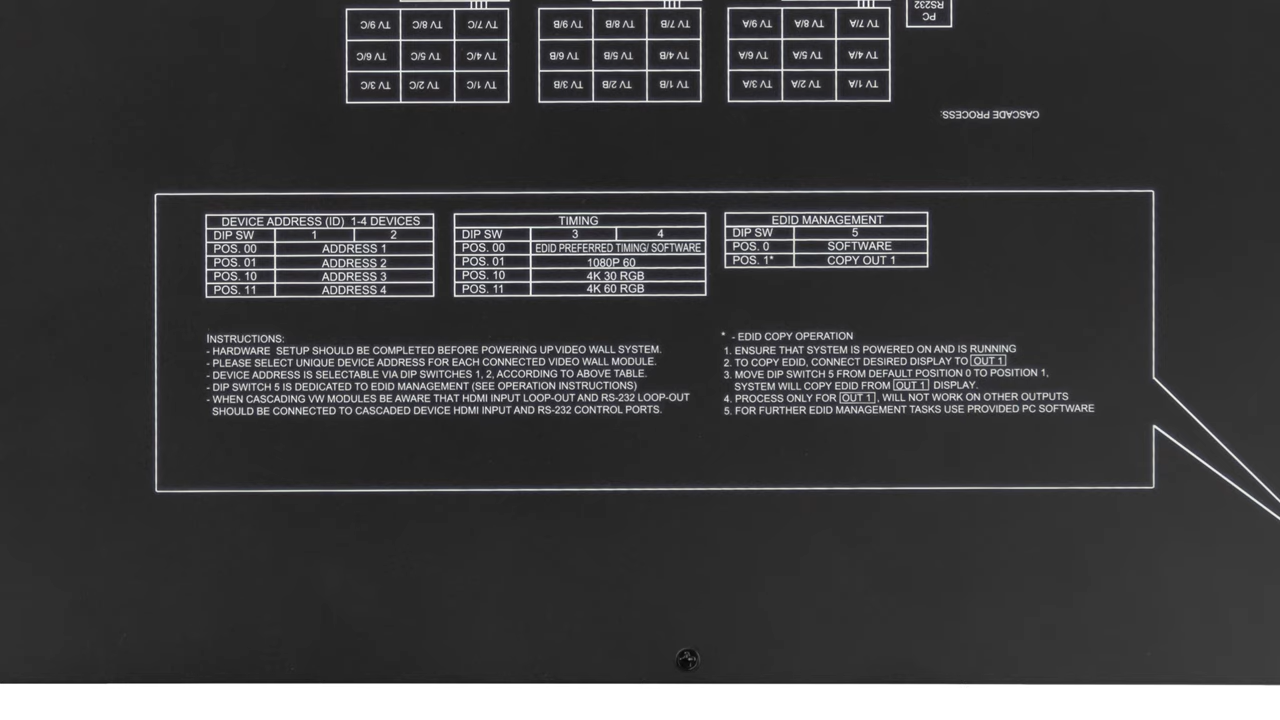 PC
RS232
TV 7/C TV 8/C TV 9/C
TV 4/C TV 5/C TV 6/C
TV 1/C TV 2/C TV 3/C
TV 7/B TV 8/B TV 9/B
TV 4/B TV 5/B TV 6/B
TV 1/B TV 2/B TV 3/B
TV 7/A TV 8/A TV 9/A
TV 4/A TV 5/A TV 6/A
TV 1/A TV 2/A TV 3/A
CASCADE PROCESS:
DEVICE ADDRESS (ID) 1-4 DEVICES
DIP SW 1 2
POS. 00 ADDRESS 1
POS. 01 ADDRESS 2
POS. 10 ADDRESS 3
POS. 11 ADDRESS 4
TIMING
DIP SW 3 4
POS. 00 EDID PREFERRED TIMING/ SOFTWARE
POS. 01 1080P 60
POS. 10 4K 30 RGB
POS. 11 4K 60 RGB
EDID MANAGEMENT
DIP SW 5
POS. 0 SOFTWARE
POS. 1* COPY OUT 1
INSTRUCTIONS:
- HARDWARE SETUP SHOULD BE COMPLETED BEFORE POWERING UP VIDEO WALL SYSTEM.
- PLEASE SELECT UNIQUE DEVICE ADDRESS FOR EACH CONNECTED VIDEO WALL MODULE.
- DEVICE ADDRESS IS SELECTABLE VIA DIP SWITCHES 1, 2, ACCORDING TO ABOVE TABLE.
- DIP SWITCH 5 IS DEDICATED TO EDID MANAGEMENT (SEE OPERATION INSTRUCTIONS)
- WHEN CASCADING VW MODULES BE AWARE THAT HDMI INPUT LOOP-OUT AND RS-232 LOOP-OUT
SHOULD BE CONNECTED TO CASCADED DEVICE HDMI INPUT AND RS-232 CONTROL PORTS.
* - EDID COPY OPERATION
1. ENSURE THAT SYSTEM IS POWERED ON AND IS RUNNING
2. TO COPY EDID, CONNECT DESIRED DISPLAY TO OUT 1
3. MOVE DIP SWITCH 5 FROM DEFAULT POSITION 0 TO POSITION 1,
SYSTEM WILL COPY EDID FROM OUT 1 DISPLAY.
4. PROCESS ONLY FOR OUT 1 , WILL NOT WORK ON OTHER OUTPUTS
5. FOR FURTHER EDID MANAGEMENT TASKS USE PROVIDED PC SOFTWARE